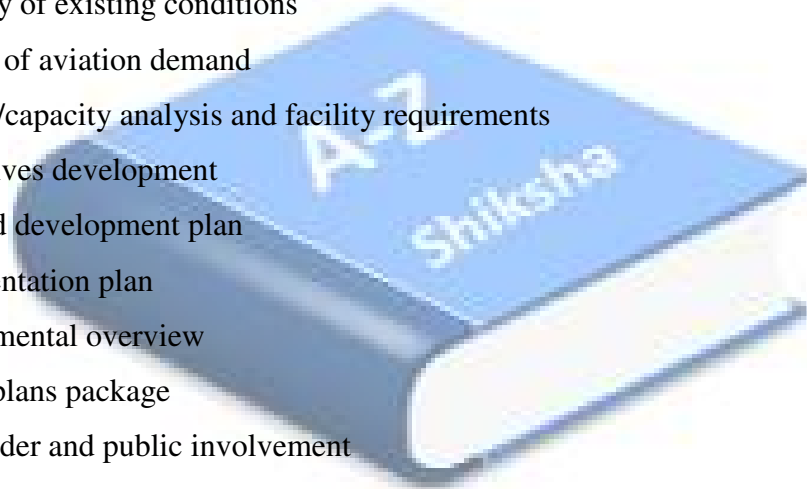 y of existing conditions
of aviation demand
/capacity analysis and facility requirements
ves development
d development plan
entation plan
mental overview
plans package
der and public involvement
A-Z
Shiksha